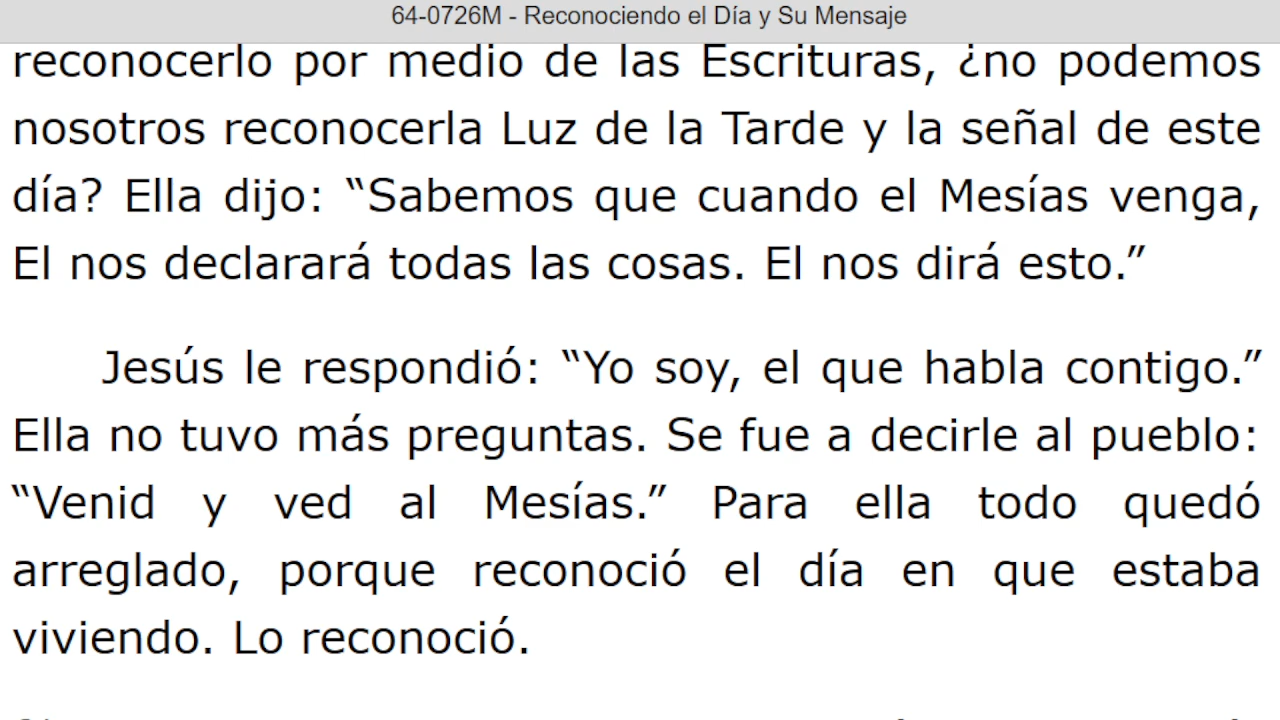 64-0726M - Reconociendo el Día y Su Mensaje
reconocerlo por medio de las Escrituras, ¿no podemos
nosotros reconocerla Luz de la Tarde y la señal de este
día? Ella dijo: “Sabemos que cuando el Mesías venga,
El nos declarará todas las cosas. El nos dirá esto.”
Jesús le respondió: “Yo soy, el que habla contigo.”
Ella no tuvo más preguntas. Se fue a decirle al pueblo:
“Venid y ved al Mesías.” Para ella todo quedó
arreglado, porque reconoció el día en que estaba
viviendo. Lo reconoció.